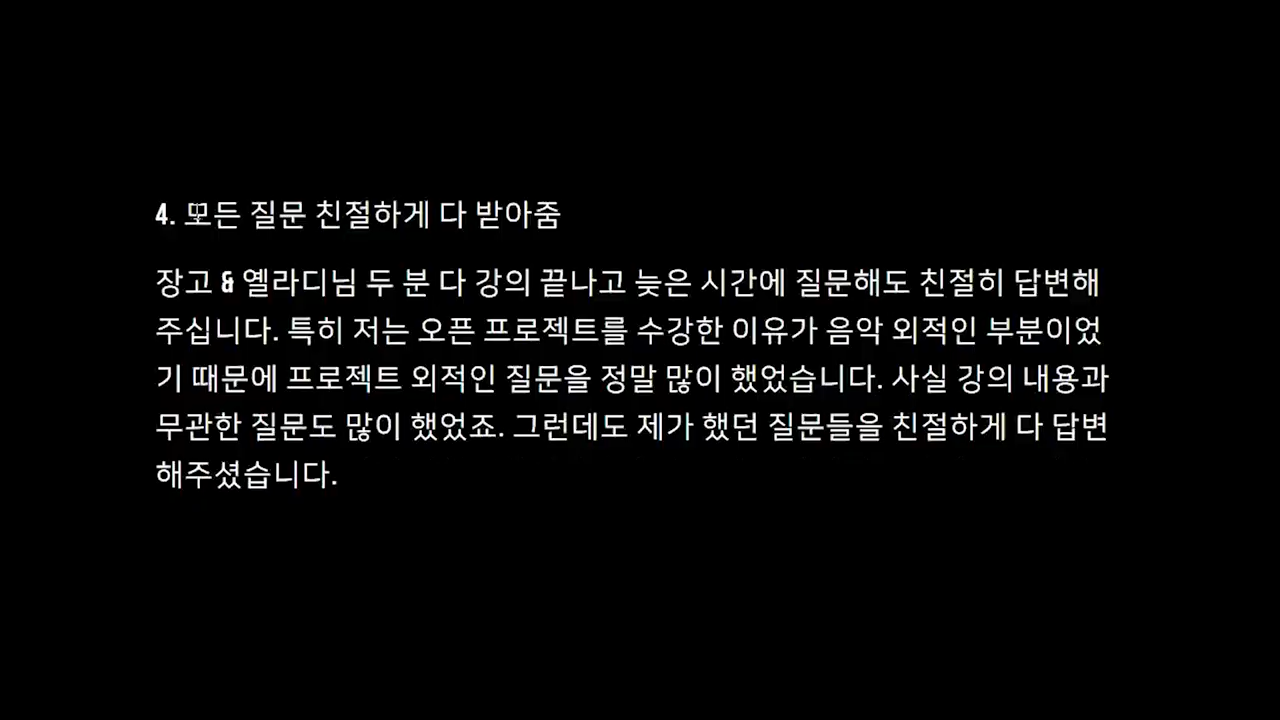 4. 모든 질문 친절하게 다 받아줌
장고 & 옐라디님 두 분 다 강의 끝나고 늦은 시간에 질문해도 친절히 답변해
주십니다. 특히 저는 오픈 프로젝트를 수강한 이유가 음악 외적인 부분이었
기 때문에 프로젝트 외적인 질문을 정말 많이 했었습니다. 사실 강의 내용과
무관한 질문도 많이 했었죠. 그런데도 제가 했던 질문들을 친절하게 다 답변
해주셨습니다.